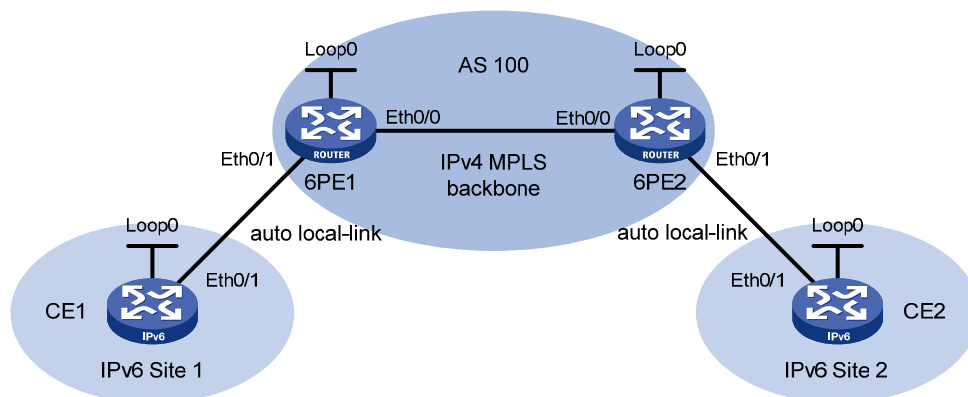 Loop0
AS 100
Loop0
Eth0/0
Eth0/0
ROUTER
ROUTER
Eth0/1
6PE1
IPv4 MPLS
backbone
6PE2
Eth0/1
Loop0
auto local-link
auto local-link
Loop0
Eth0/1
Eth0/1
CE1
IPv6
IPv6
CE2
IPv6 Site 1
IPv6 Site 2